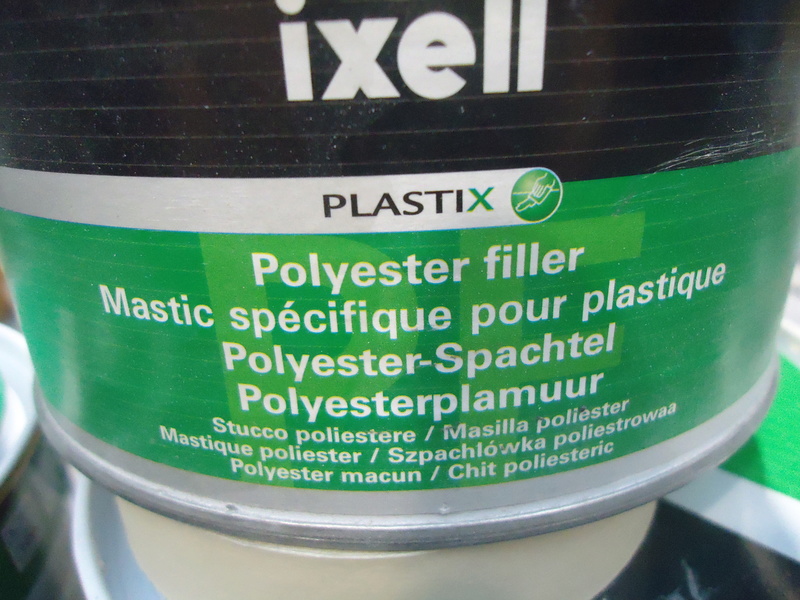 ixell
PLASTIX
Polyester filler
Mastic spécifique pour plastique
Polyester-Spachtel
Polyesterplamuur
Stucco poliestere / Masilla poliester
Mastique poliester / Szpachlówka poliestrowaa
Polyester macun / Chit poliesteric